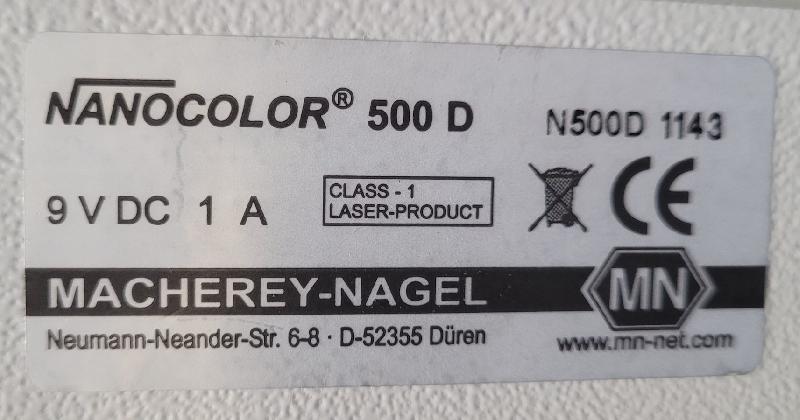 NANOCOLOR® 500 D
N500D 1143
9 V DC 1 A
CLASS - 1
LASER-PRODUCT
CE
MACHEREY-NAGEL
MN
Neumann-Neander-Str. 6-8 · D-52355 Düren
www.mn-net.com